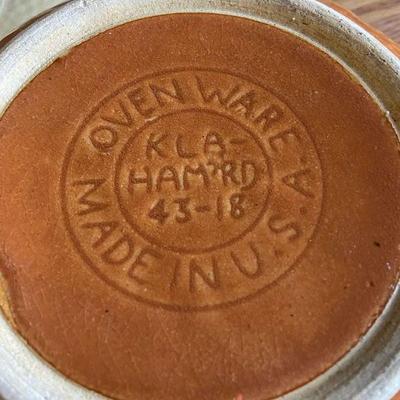 OVEN WARE
KLA-
HAM'RD
43-18
MADE IN U.S.A.